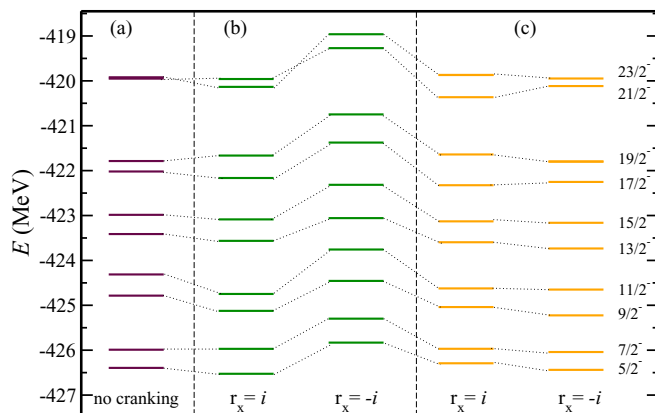 (a)
(b)
(c)
-419
-420
-421
-422
-423
-424
-425
-426
-427
E (MeV)
23/2⁻
21/2⁻
19/2⁻
17/2⁻
15/2⁻
13/2⁻
11/2⁻
9/2⁻
7/2⁻
5/2⁻
no cranking
rₓ= i
rₓ= -i
rₓ= i
rₓ= -i